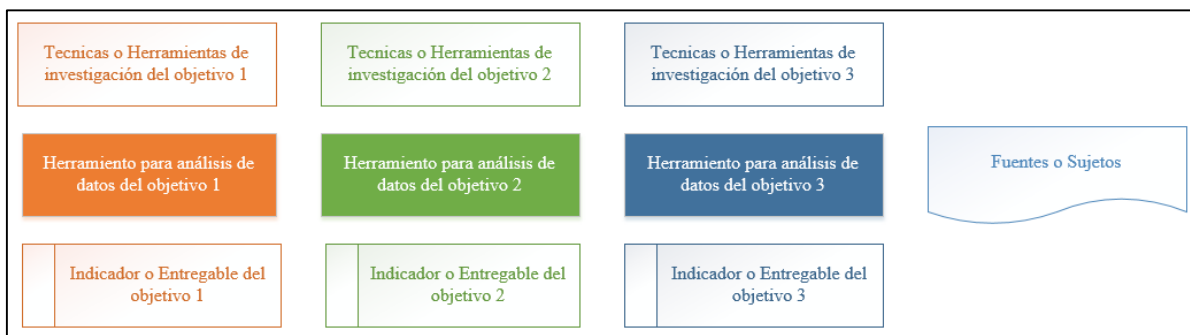 Tecnicas o Herramientas de
investigación del objetivo 1
Tecnicas o Herramientas de
investigación del objetivo 2
Tecnicas o Herramientas de
investigación del objetivo 3
Herramiento para análisis de
datos del objetivo 1
Herramiento para análisis de
datos del objetivo 2
Herramiento para análisis de
datos del objetivo 3
Fuentes o Sujetos
Indicador o Entregable del
objetivo 1
Indicador o Entregable del
objetivo 2
Indicador o Entregable del
objetivo 3